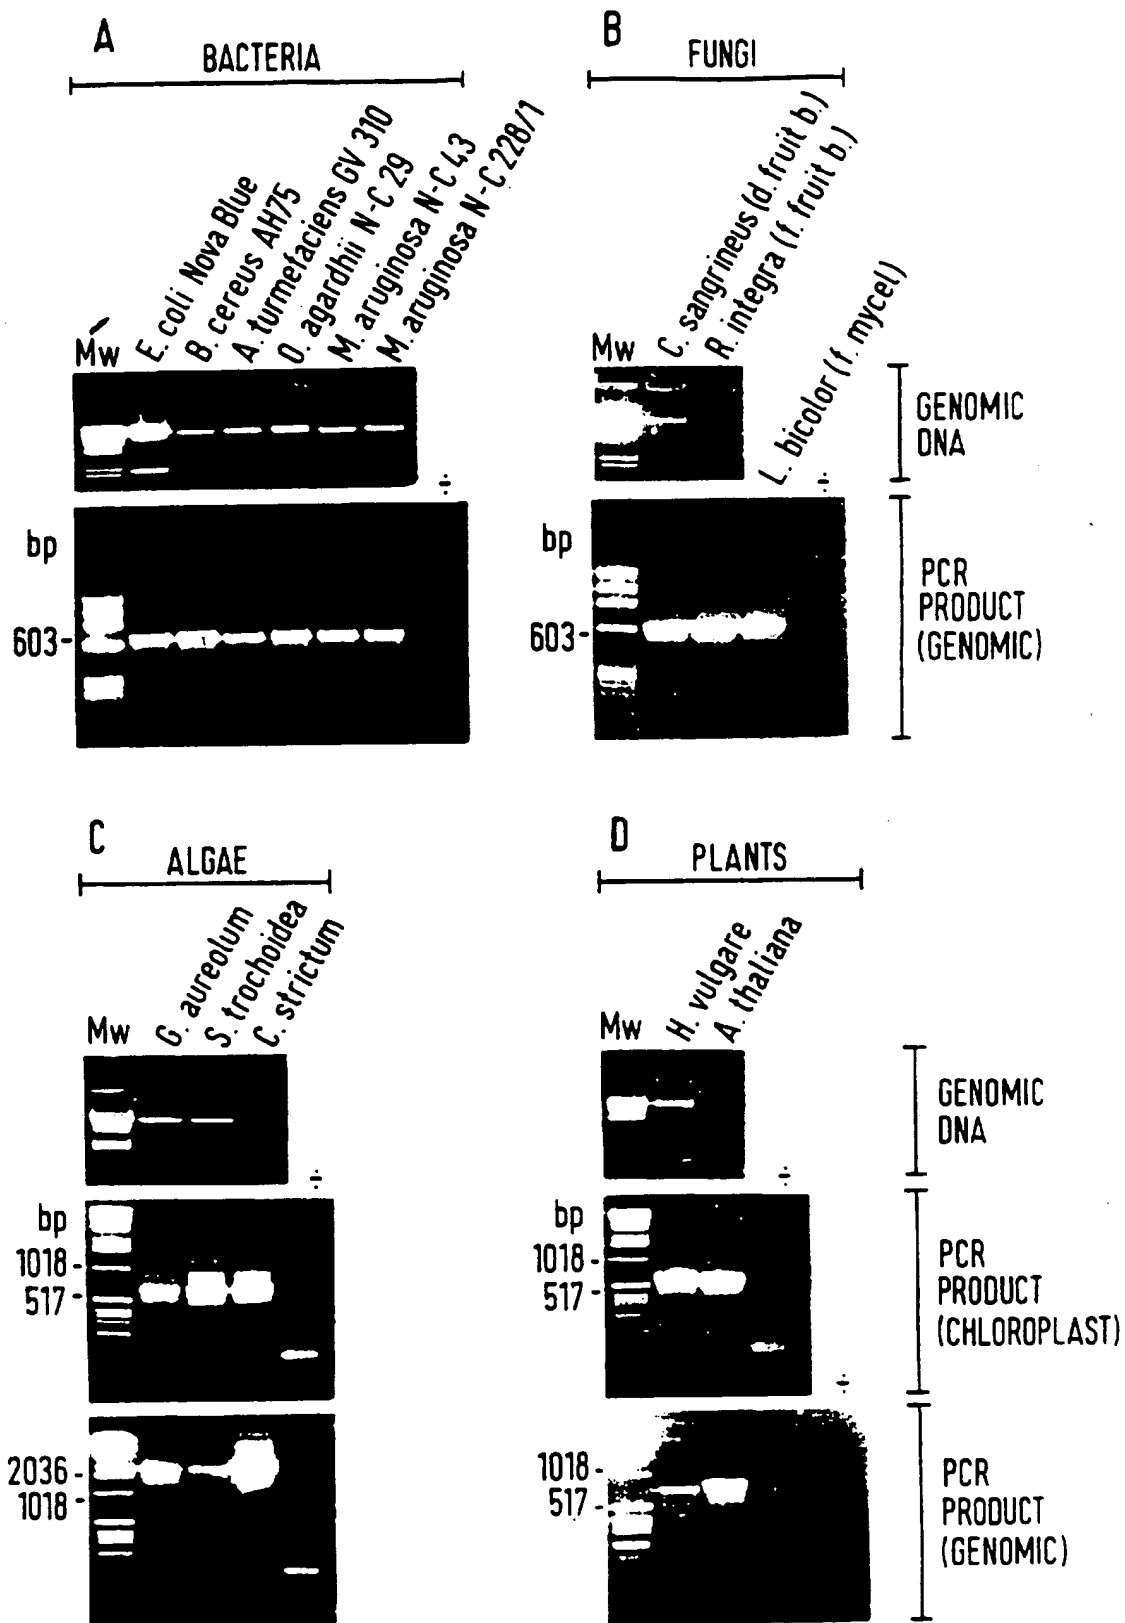 A
BACTERIA
E. coli Nova Blue
B. cereus AH75
A. turmefaciens GV 310
O. agardhii N-C 29
M. aruginosa N-C 43
M. aruginosa N-C 228/1
Mw
÷
bp
603-
B
FUNGI
C. sangrineus (d. fruit b.)
R. integra (f. fruit b.)
L. bicolor (f. mycel)
Mw
÷
bp
603-
GENOMIC
DNA
PCR
PRODUCT
(GENOMIC)
C
ALGAE
G. aureolum
S. trochoidea
C. strictum
Mw
÷
bp
1018-
517-
2036-
1018-
D
PLANTS
H. vulgare
A. thaliana
Mw
÷
bp
1018-
517-
÷
1018-
517-
GENOMIC
DNA
PCR
PRODUCT
(CHLOROPLAST)
PCR
PRODUCT
(GENOMIC)